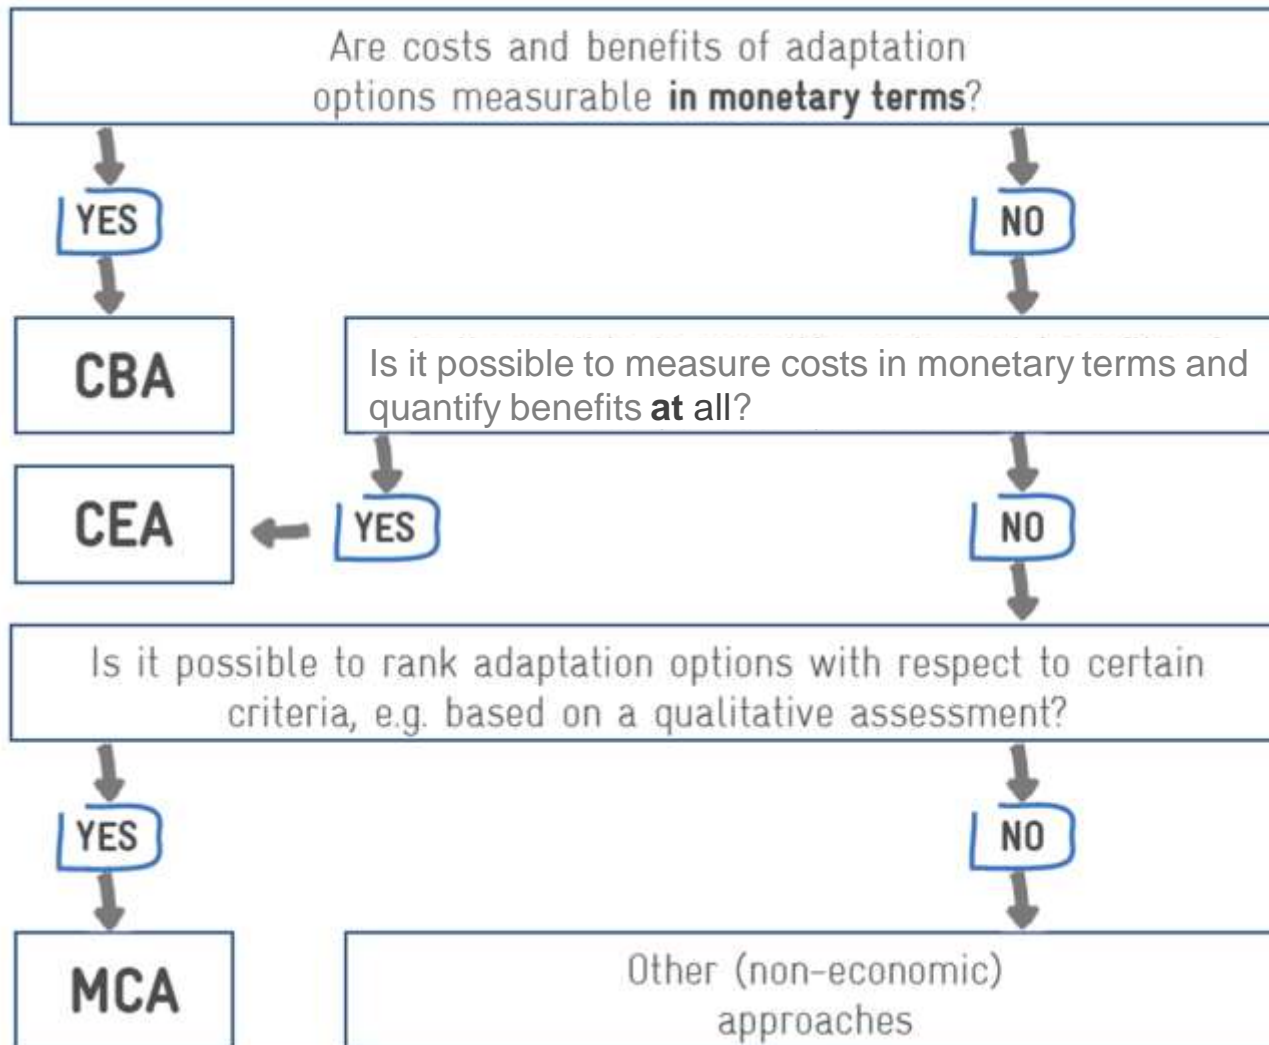 Are costs and benefits of adaptation
options measurable in monetary terms?
YES
NO
CBA
Is it possible to measure costs in monetary terms and
quantify benefits at all?
CEA
YES
NO
Is it possible to rank adaptation options with respect to certain
criteria, e.g. based on a qualitative assessment?
YES
NO
MCA
Other (non-economic)
approaches